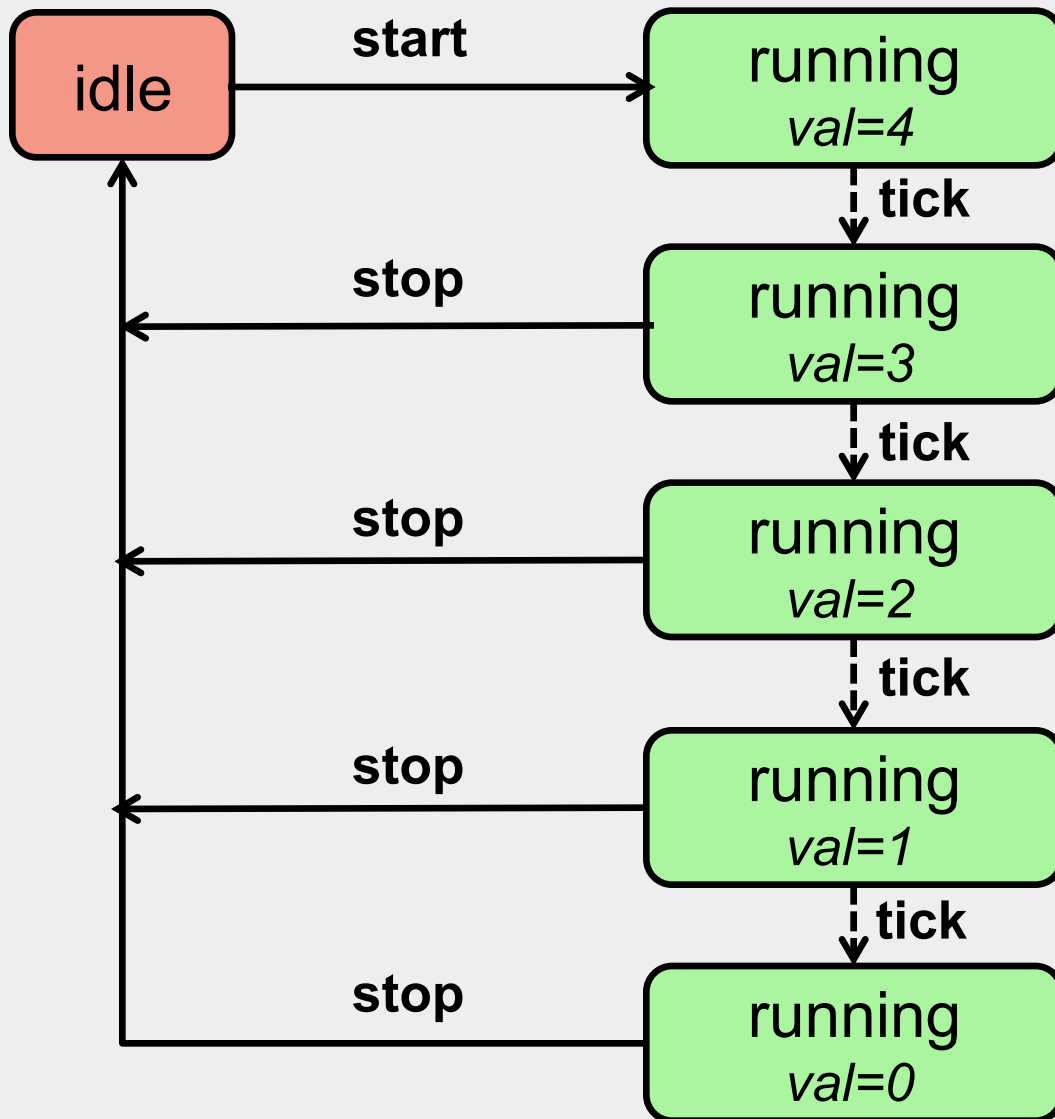 idle
start
running
val=4
tick
stop
running
val=3
tick
stop
running
val=2
tick
stop
running
val=1
tick
stop
running
val=0